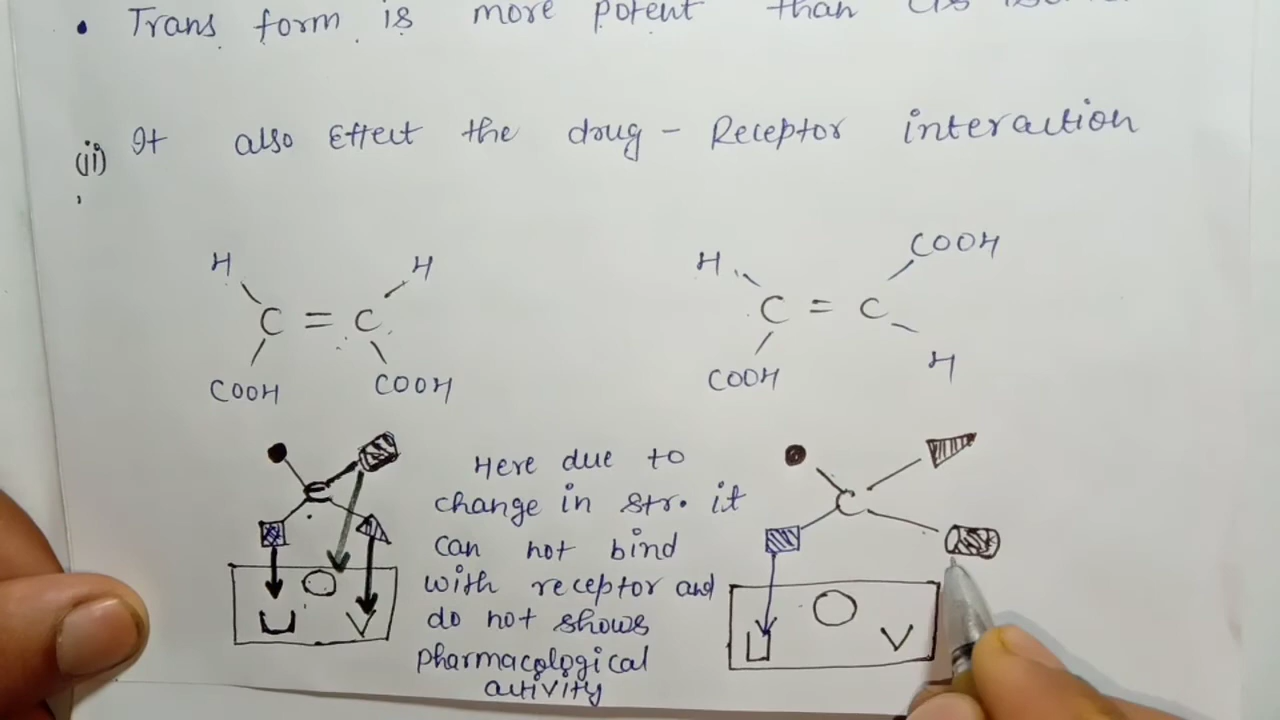 • Trans form is more potent than cis
(ii) It also Effect the drug - Receptor interaction
H H
C = C
COOH COOH
H COOH
C = C
COOH H
C
Here due to
change in str. it
can not bind
with receptor and
do not shows
pharmacological
activity
C